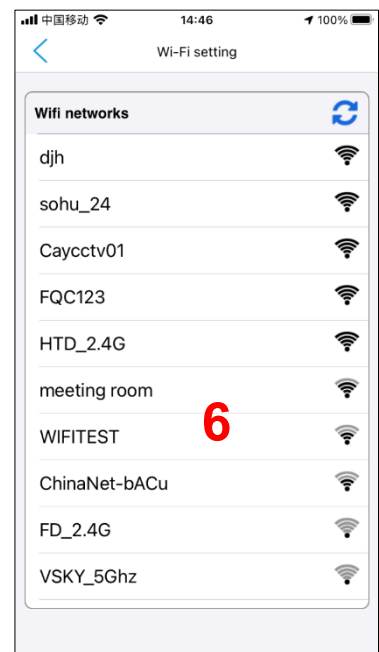 中国移动 14:46 100%
Wi-Fi setting
Wifi networks
djh
sohu_24
Caycctv01
FQC123
HTD_2.4G
meeting room
6
WIFITEST
ChinaNet-bACu
FD_2.4G
VSKY_5Ghz